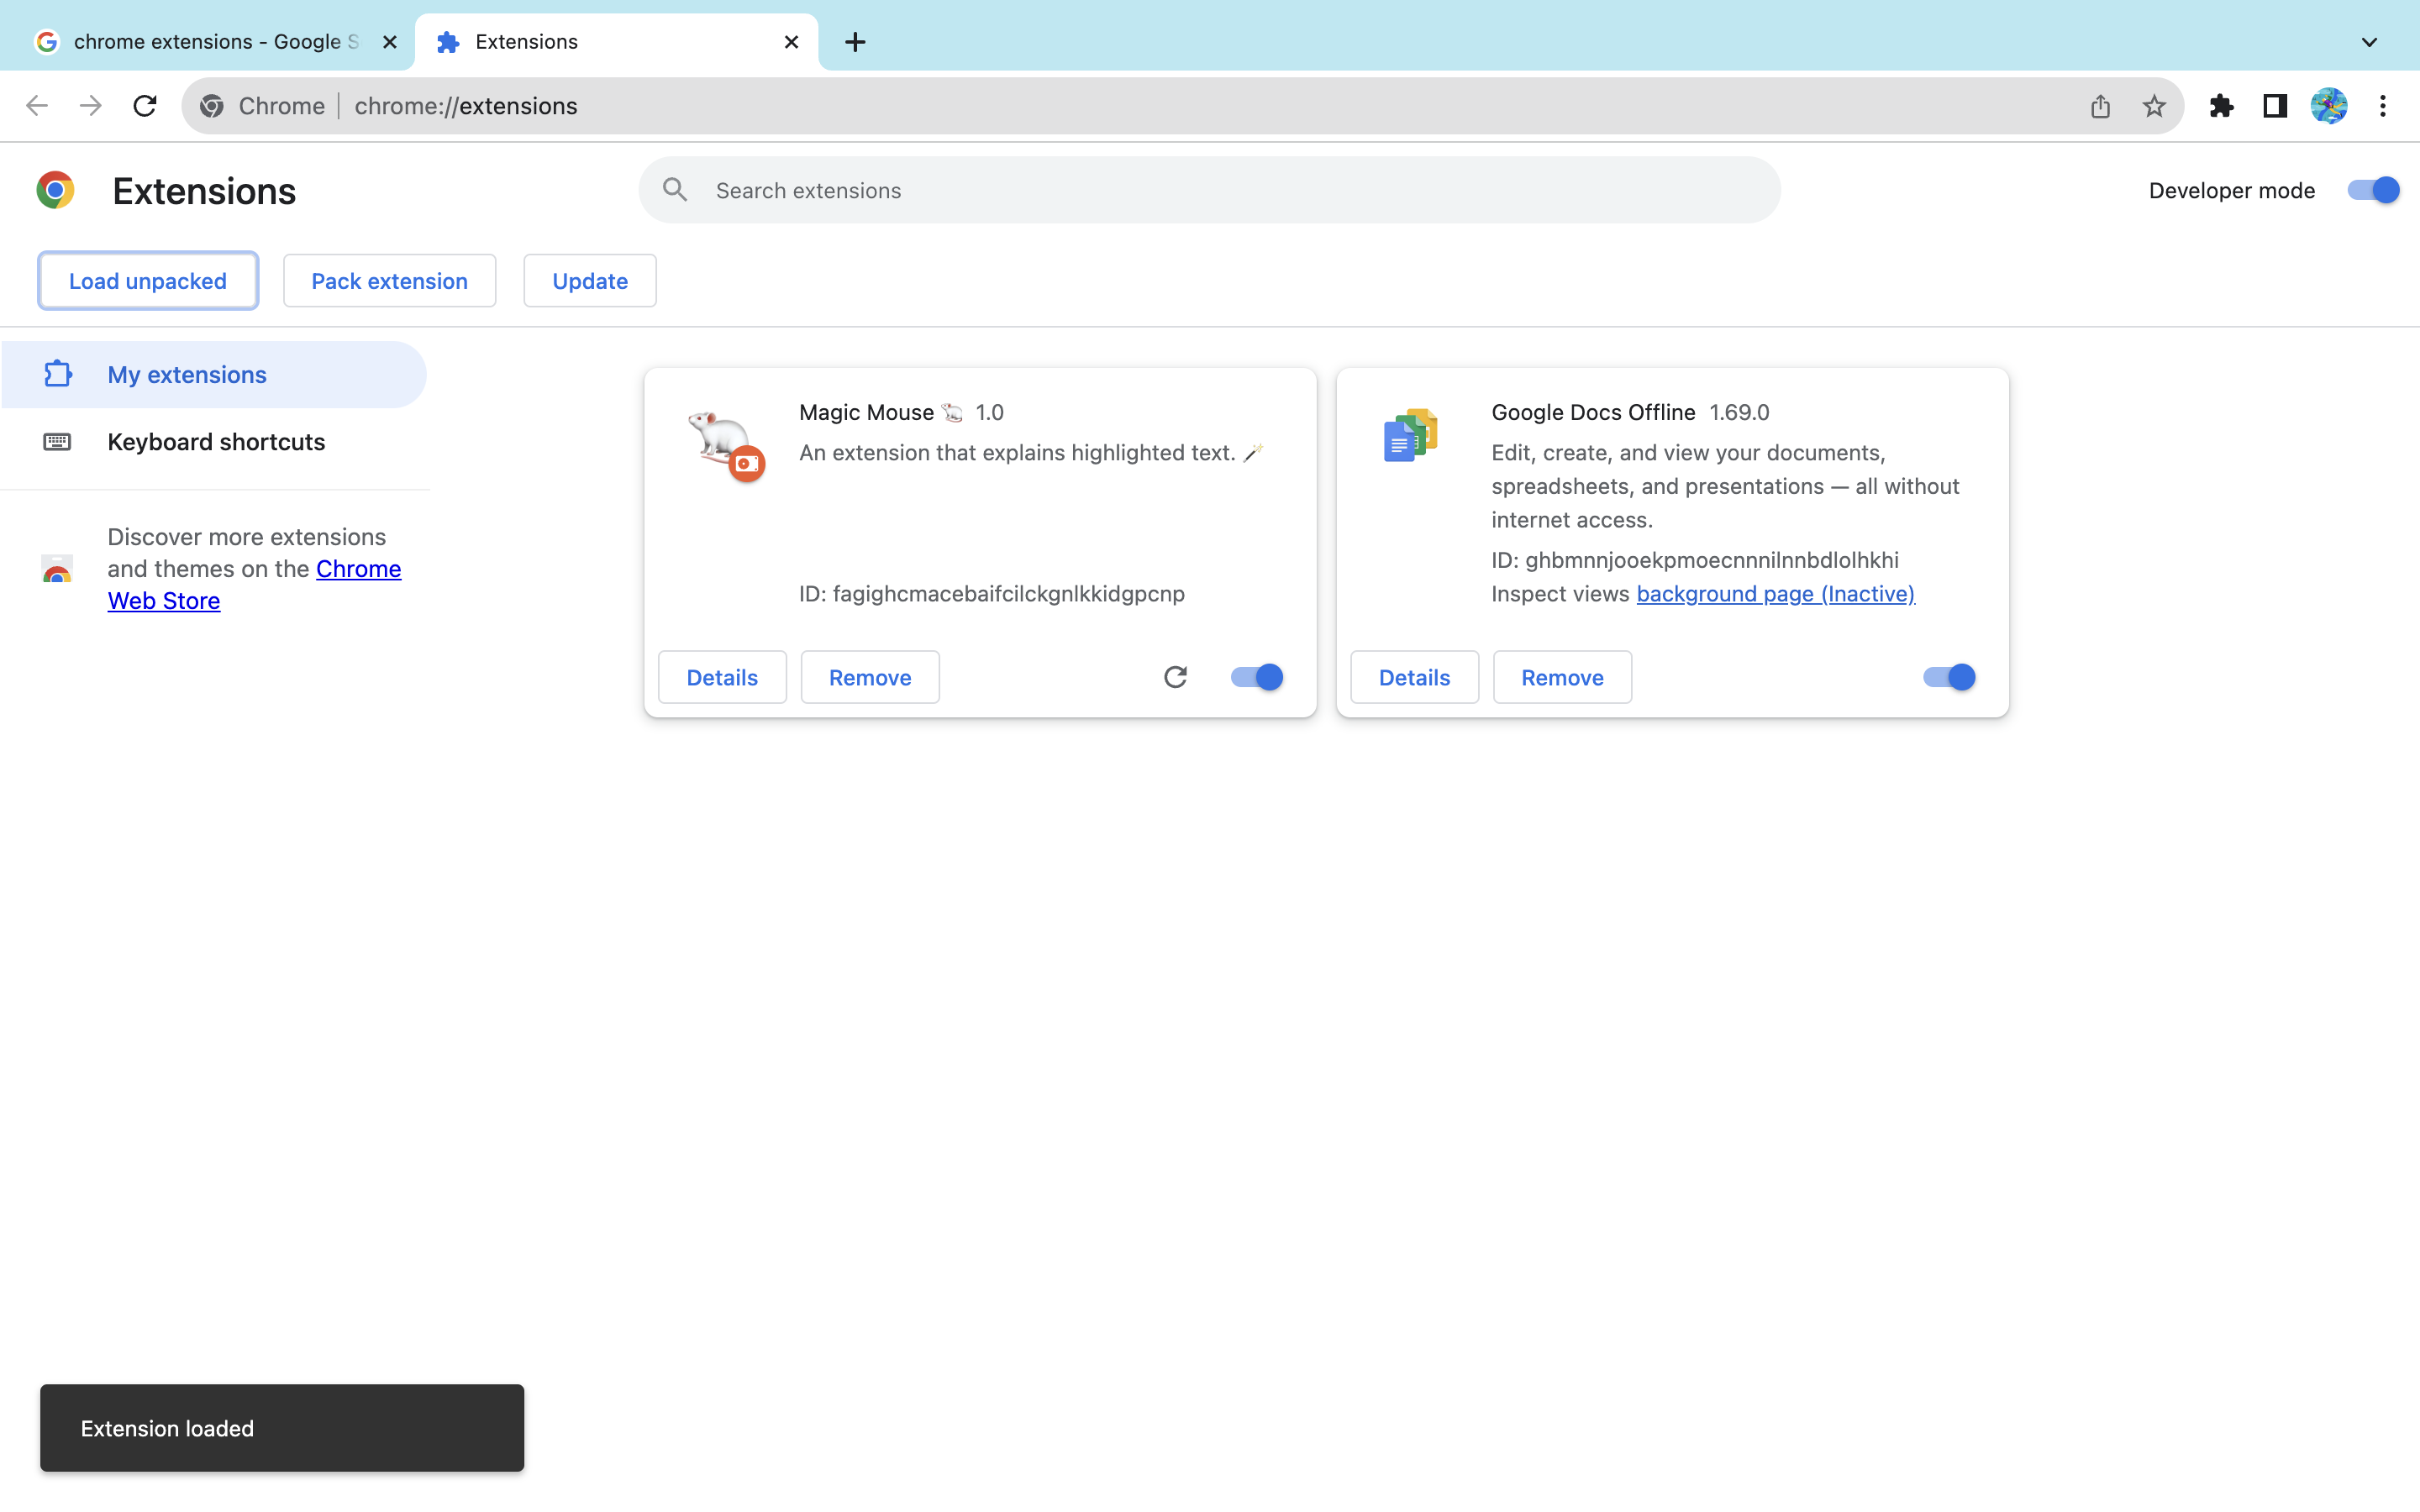 chrome extensions - Google S
Extensions
Chrome
chrome://extensions
Extensions
Search extensions
Developer mode
Load unpacked
Pack extension
Update
My extensions
Keyboard shortcuts
Discover more extensions
and themes on the Chrome
Web Store
Magic Mouse 🐁 1.0
An extension that explains highlighted text. 🪄
ID: fagighcmacebaifcilckgnlkkidgpcnp
Details
Remove
Google Docs Offline 1.69.0
Edit, create, and view your documents,
spreadsheets, and presentations — all without
internet access.
ID: ghbmnnjooekpmoecnnnilnnbdlolhkhi
Inspect views background page (Inactive)
Details
Remove
Extension loaded